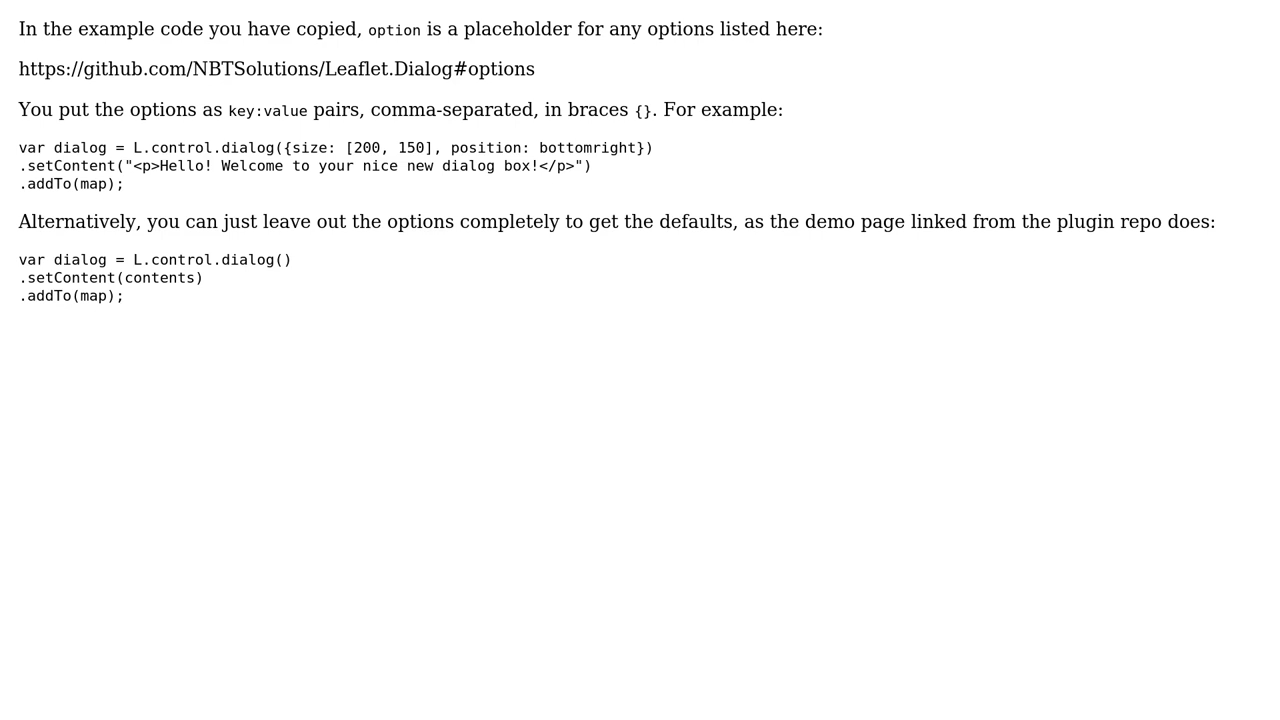 In the example code you have copied, option is a placeholder for any options listed here:
https://github.com/NBTSolutions/Leaflet.Dialog#options
You put the options as key:value pairs, comma-separated, in braces {}. For example:
var dialog = L.control.dialog({size: [200, 150], position: bottomright})
.setContent("<p>Hello! Welcome to your nice new dialog box!</p>")
.addTo(map);
Alternatively, you can just leave out the options completely to get the defaults, as the demo page linked from the plugin repo does:
var dialog = L.control.dialog()
.setContent(contents)
.addTo(map);